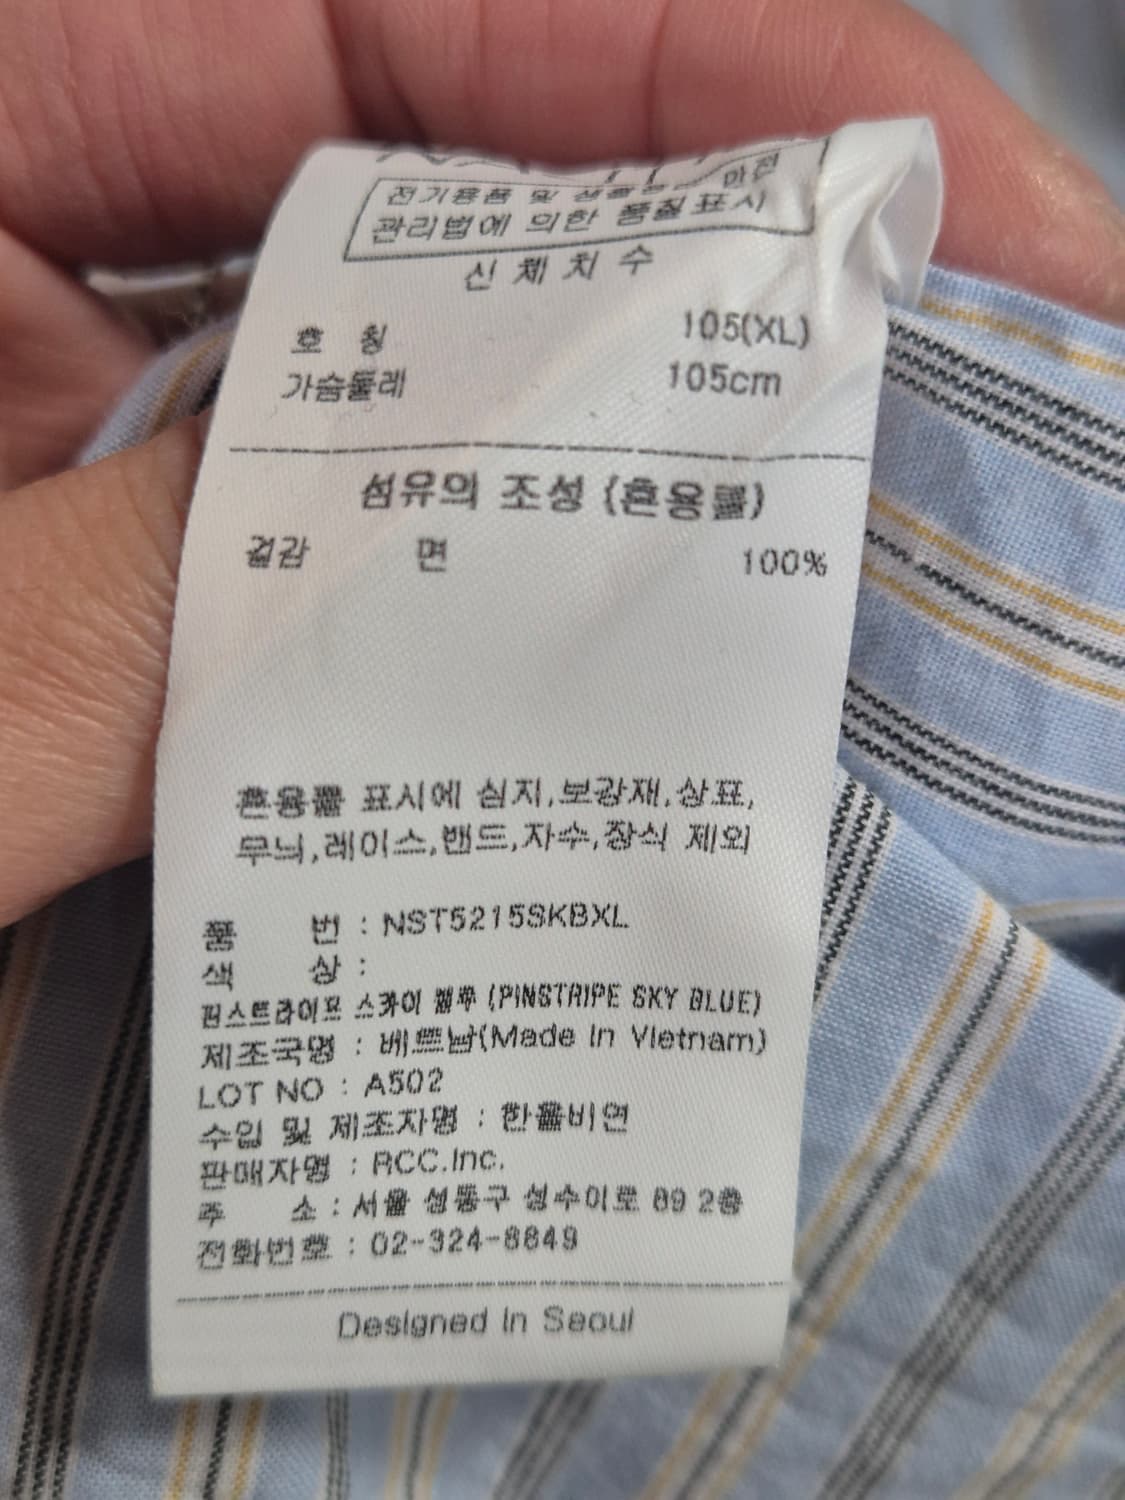 전기용품 및 생활용품 안전
관리법에 의한 품질표시
신 체 치 수
호 칭 105(XL)
가슴둘레 105cm
섬유의 조성 (혼용률)
겉감 면 100%
혼용률 표시에 심지,보강재,상표,
무늬,레이스,밴드,자수,장식 제외
품 번 : NST5215SKBXL
색 상 :
핀스트라이프 스카이 블루 (PINSTRIPE SKY BLUE)
제조국명 : 베트남(Made In Vietnam)
LOT NO : A502
수입 및 제조자명 : 한올비연
판매자명 : RCC.Inc.
주 소 : 서울 성동구 성수이로 89 2층
전화번호 : 02-324-8849
Designed In Seoul